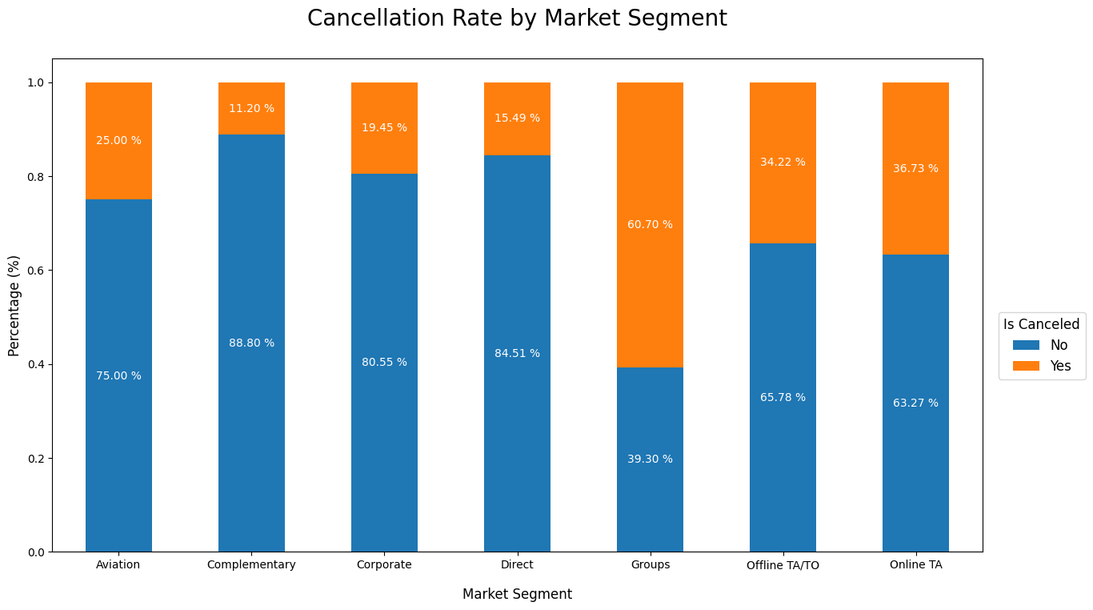 Cancellation Rate by Market Segment
Percentage (%)
1.0
0.8
0.6
0.4
0.2
0.0
25.00 %
11.20 %
19.45 %
15.49 %
60.70 %
34.22 %
36.73 %
75.00 %
88.80 %
80.55 %
84.51 %
39.30 %
65.78 %
63.27 %
Aviation
Complementary
Corporate
Direct
Groups
Offline TA/TO
Online TA
Market Segment
Is Canceled
No
Yes